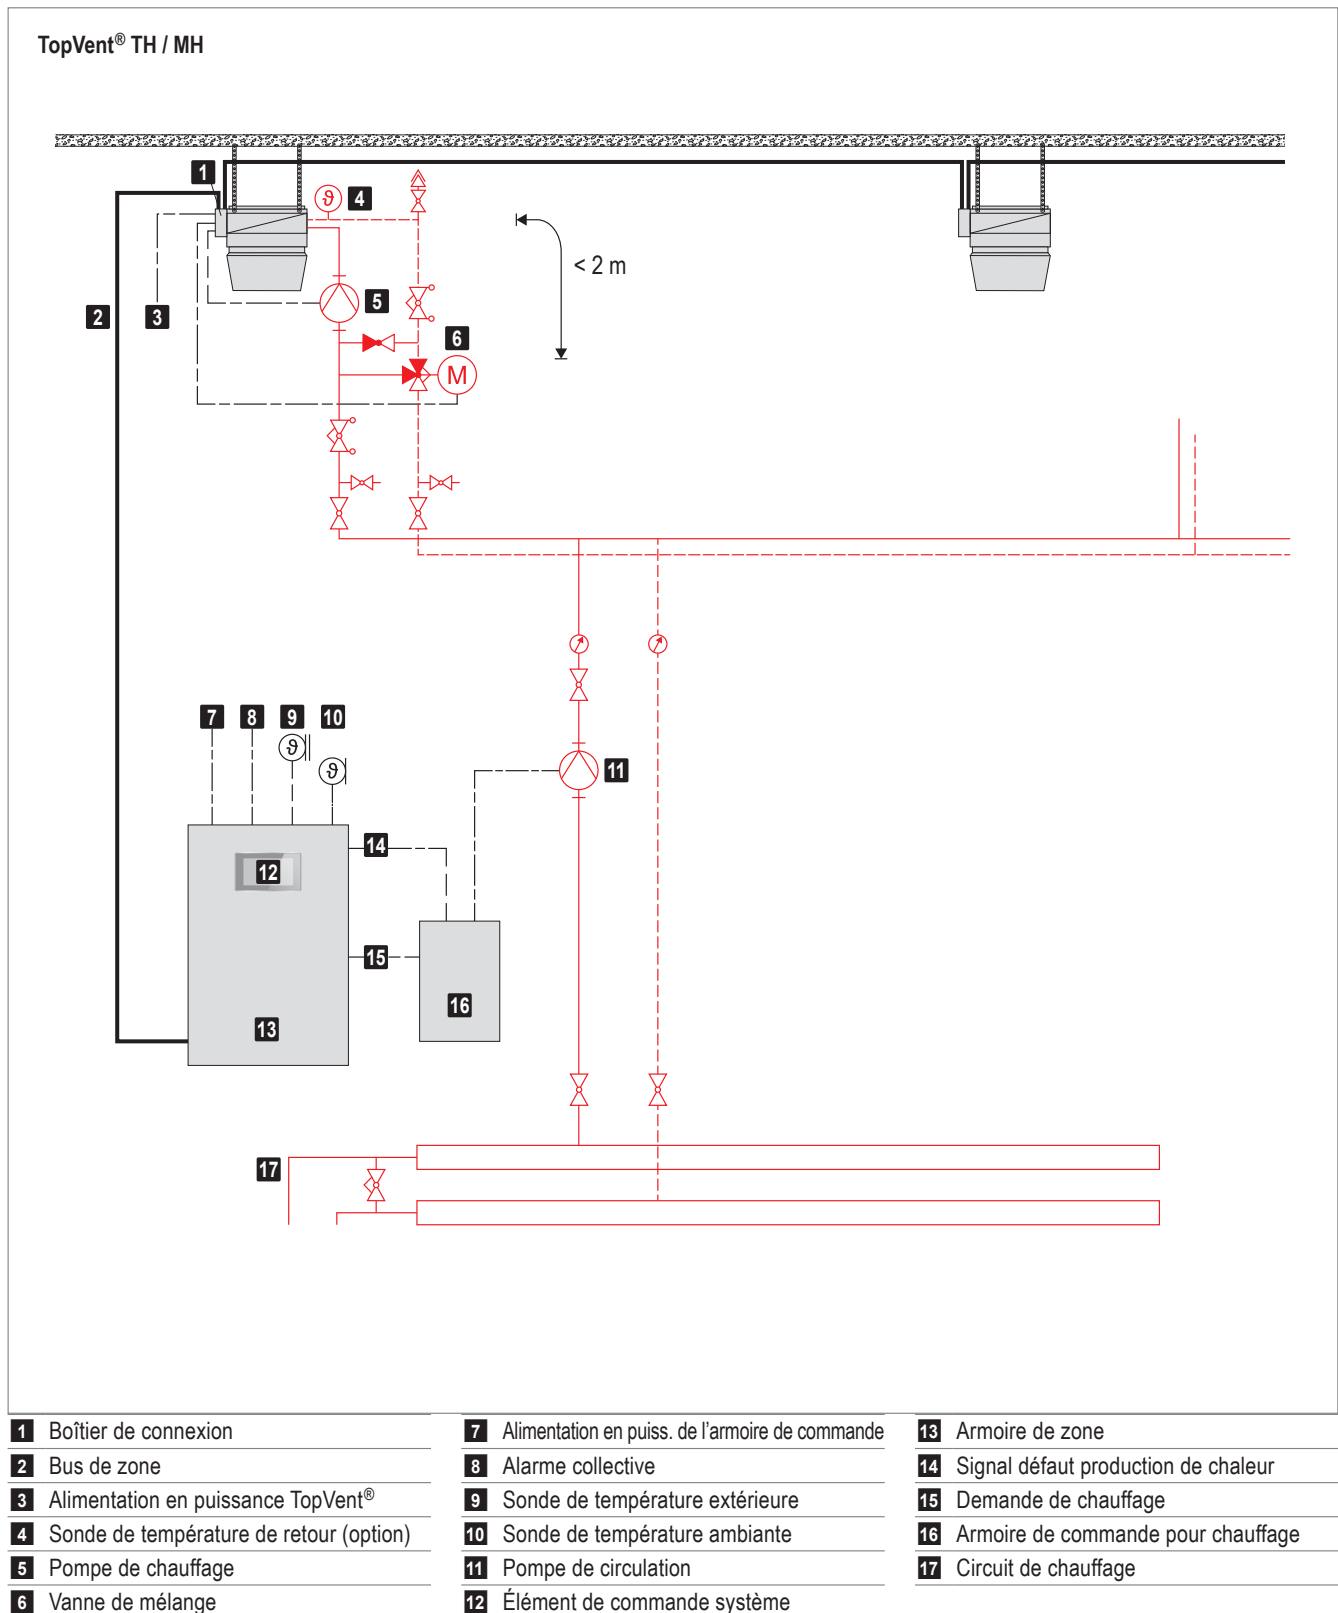 TopVent® TH / MH
1
ϑ 4
< 2 m
2 3 5
6
M
7 8 9 10
ϑ
ϑ
11
14
12
15
16
13
17
1 Boîtier de connexion
2 Bus de zone
3 Alimentation en puissance TopVent®
4 Sonde de température de retour (option)
5 Pompe de chauffage
6 Vanne de mélange
7 Alimentation en puiss. de l’armoire de commande
8 Alarme collective
9 Sonde de température extérieure
10 Sonde de température ambiante
11 Pompe de circulation
12 Élément de commande système
13 Armoire de zone
14 Signal défaut production de chaleur
15 Demande de chauffage
16 Armoire de commande pour chauffage
17 Circuit de chauffage